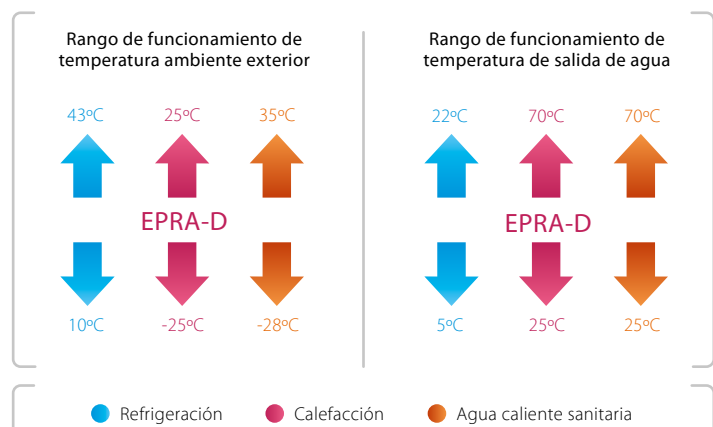 Rango de funcionamiento de
temperatura ambiente exterior
43ºC 25ºC 35ºC
EPRA-D
10ºC -25ºC -28ºC
Rango de funcionamiento de
temperatura de salida de agua
22ºC 70ºC 70ºC
EPRA-D
5ºC 25ºC 25ºC
Refrigeración Calefacción Agua caliente sanitaria